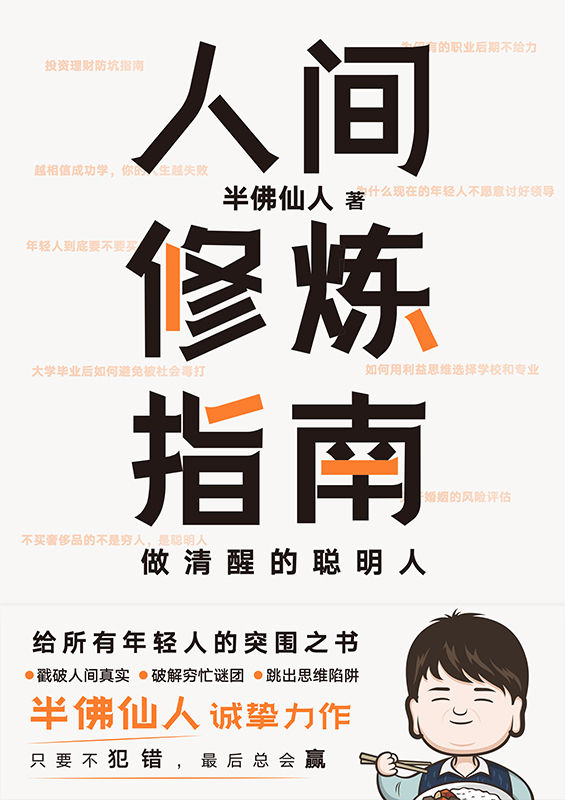 人间
修炼
指南
半佛仙人 著
做清醒的聪明人
投资理财防坑指南
的职业后期不给力
越相信成功学，你的人生越失败
为什么现在的年轻人不愿意讨好领导
年轻人到底要不要买
大学毕业后如何避免被社会毒打
如何用利益思维选择学校和专业
婚姻的风险评估
不买奢侈品的不是穷人，是聪明人
给所有年轻人的突围之书
●戳破人间真实 ●破解穷忙谜团 ●跳出思维陷阱
半佛仙人 诚挚力作
只要不犯错，最后总会赢